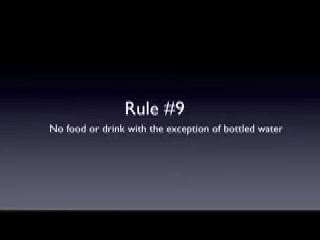 Rule #9
No food or drink with the exception of bottled water